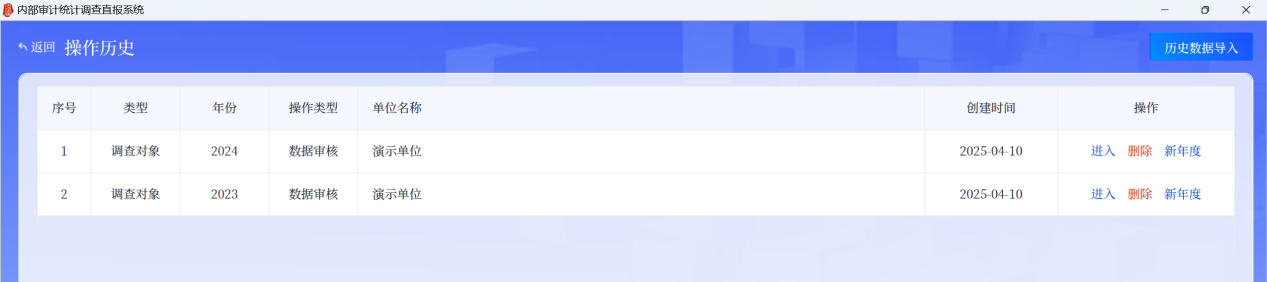 内部审计统计调查直报系统
返回 操作历史 历史数据导入
序号 类型 年份 操作类型 单位名称 创建时间 操作
1 调查对象 2024 数据审核 演示单位 2025-04-10 进入 删除 新年度
2 调查对象 2023 数据审核 演示单位 2025-04-10 进入 删除 新年度